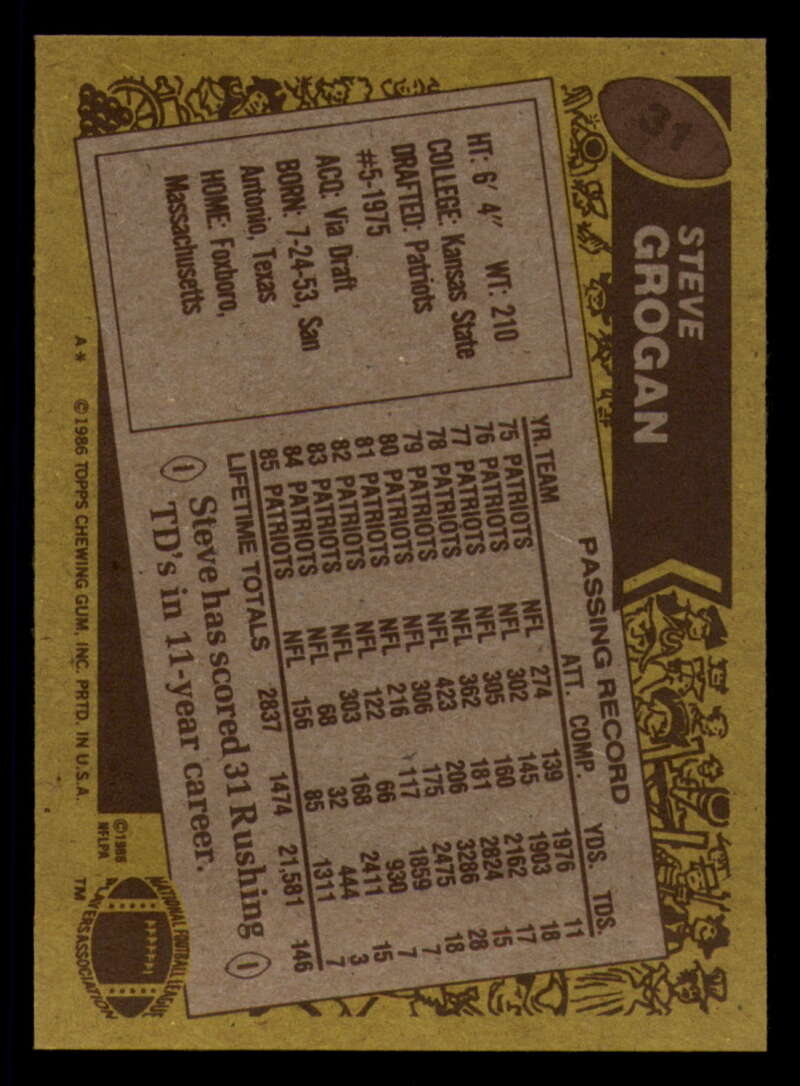 31
STEVE
GROGAN
HT: 6' 4" WT: 210
COLLEGE: Kansas State
DRAFTED: Patriots
#5-1975
ACQ: Via Draft
BORN: 7-24-53, San
Antonio, Texas
HOME: Foxboro,
Massachusetts
PASSING RECORD
YR. TEAM ATT. COMP. YDS. TDS.
75 PATRIOTS NFL 274 139 1976 11
76 PATRIOTS NFL 302 145 1903 18
77 PATRIOTS NFL 305 160 2162 17
78 PATRIOTS NFL 362 181 2824 15
79 PATRIOTS NFL 423 206 3286 28
80 PATRIOTS NFL 306 175 2475 18
81 PATRIOTS NFL 216 117 1859 7
82 PATRIOTS NFL 122 66 930 7
83 PATRIOTS NFL 303 168 2411 15
84 PATRIOTS NFL 68 32 444 3
85 PATRIOTS NFL 156 85 1311 7
LIFETIME TOTALS 2837 1474 21,581 146
Steve has scored 31 Rushing
TD's in 11-year career.
A* ©1986 TOPPS CHEWING GUM, INC. PRTD. IN U.S.A.
©1986
NFLPA
NATIONAL FOOTBALL LEAGUE
PLAYERS ASSOCIATION
TM